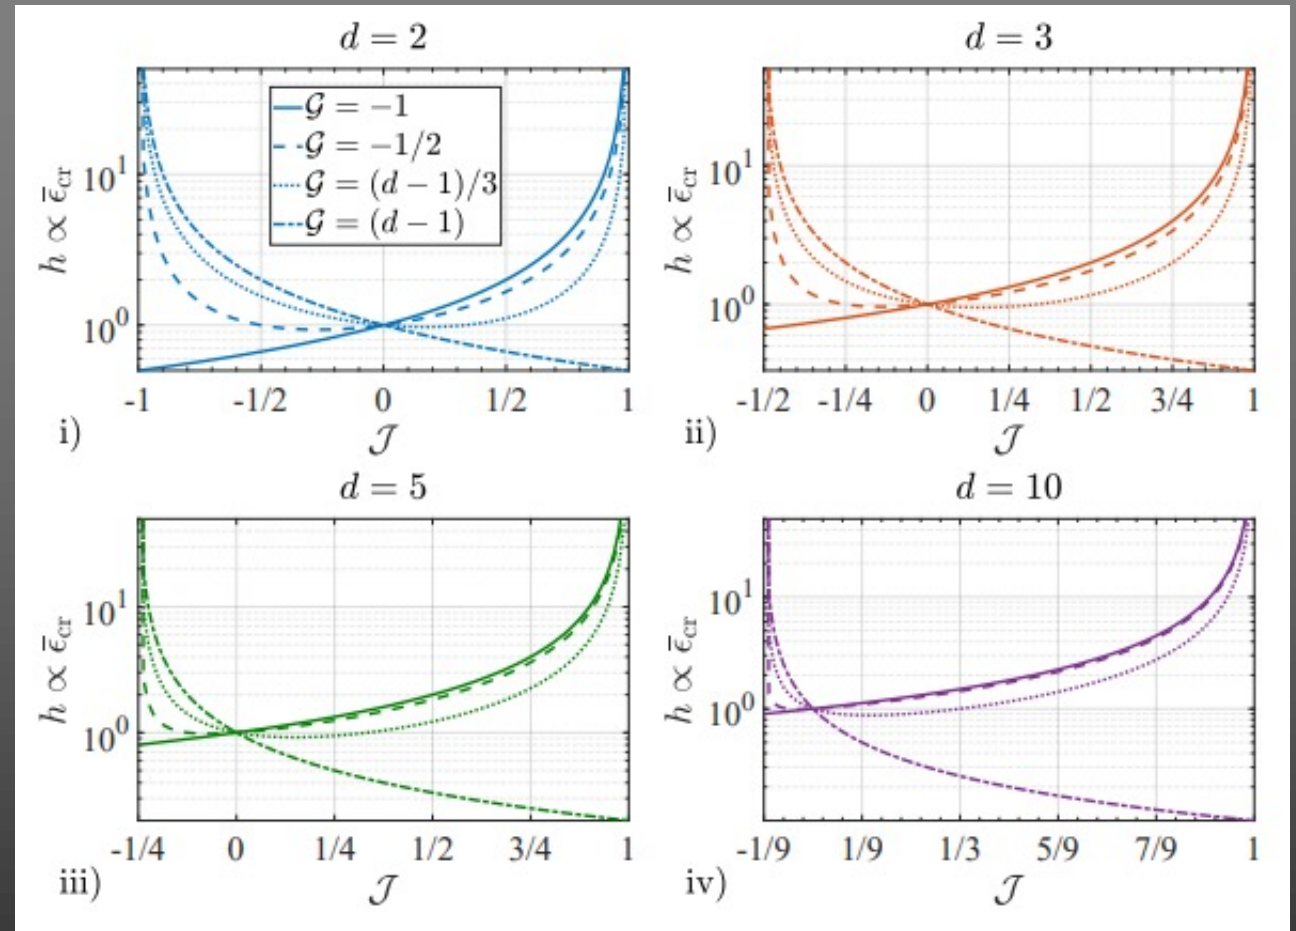 d = 2
h ∝ ϵ̄cr
10¹
10⁰
𝒢 = −1
𝒢 = −1/2
𝒢 = (d − 1)/3
𝒢 = (d − 1)
-1 -1/2 0 1/2 1
i)
𝒥
d = 3
h ∝ ϵ̄cr
10¹
10⁰
-1/2 -1/4 0 1/4 1/2 3/4 1
ii)
𝒥
d = 5
h ∝ ϵ̄cr
10¹
10⁰
-1/4 0 1/4 1/2 3/4 1
iii)
𝒥
d = 10
h ∝ ϵ̄cr
10¹
10⁰
-1/9 1/9 1/3 5/9 7/9 1
iv)
𝒥